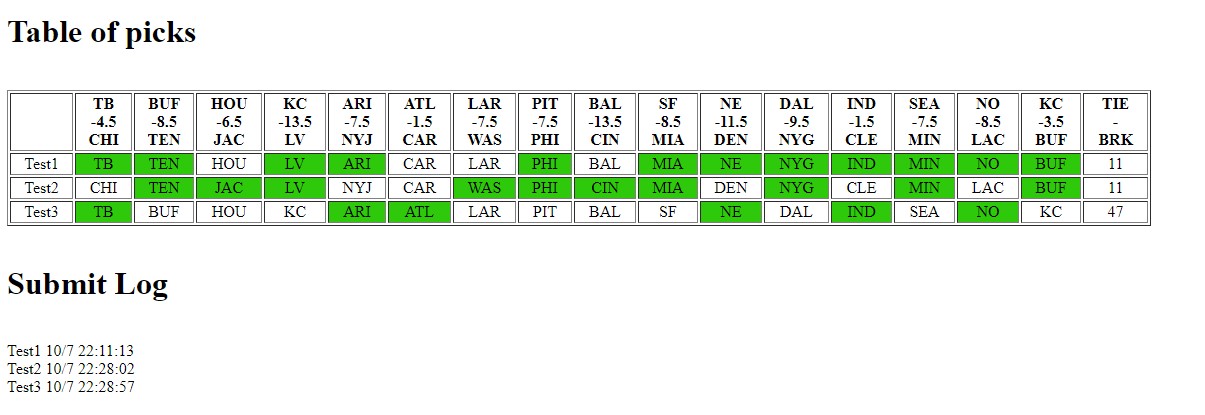 Table of picks
TB BUF HOU KC ARI ATL LAR PIT BAL SF NE DAL IND SEA NO KC TIE
-4.5 -8.5 -6.5 -13.5 -7.5 -1.5 -7.5 -7.5 -13.5 -8.5 -11.5 -9.5 -1.5 -7.5 -8.5 -3.5 -
CHI TEN JAC LV NYJ CAR WAS PHI CIN MIA DEN NYG CLE MIN LAC BUF BRK
Test1 TB TEN HOU LV ARI CAR LAR PHI BAL MIA NE NYG IND MIN NO BUF 11
Test2 CHI TEN JAC LV NYJ CAR WAS PHI CIN MIA DEN NYG CLE MIN LAC BUF 11
Test3 TB BUF HOU KC ARI ATL LAR PIT BAL SF NE DAL IND SEA NO KC 47
Submit Log
Test1 10/7 22:11:13
Test2 10/7 22:28:02
Test3 10/7 22:28:57